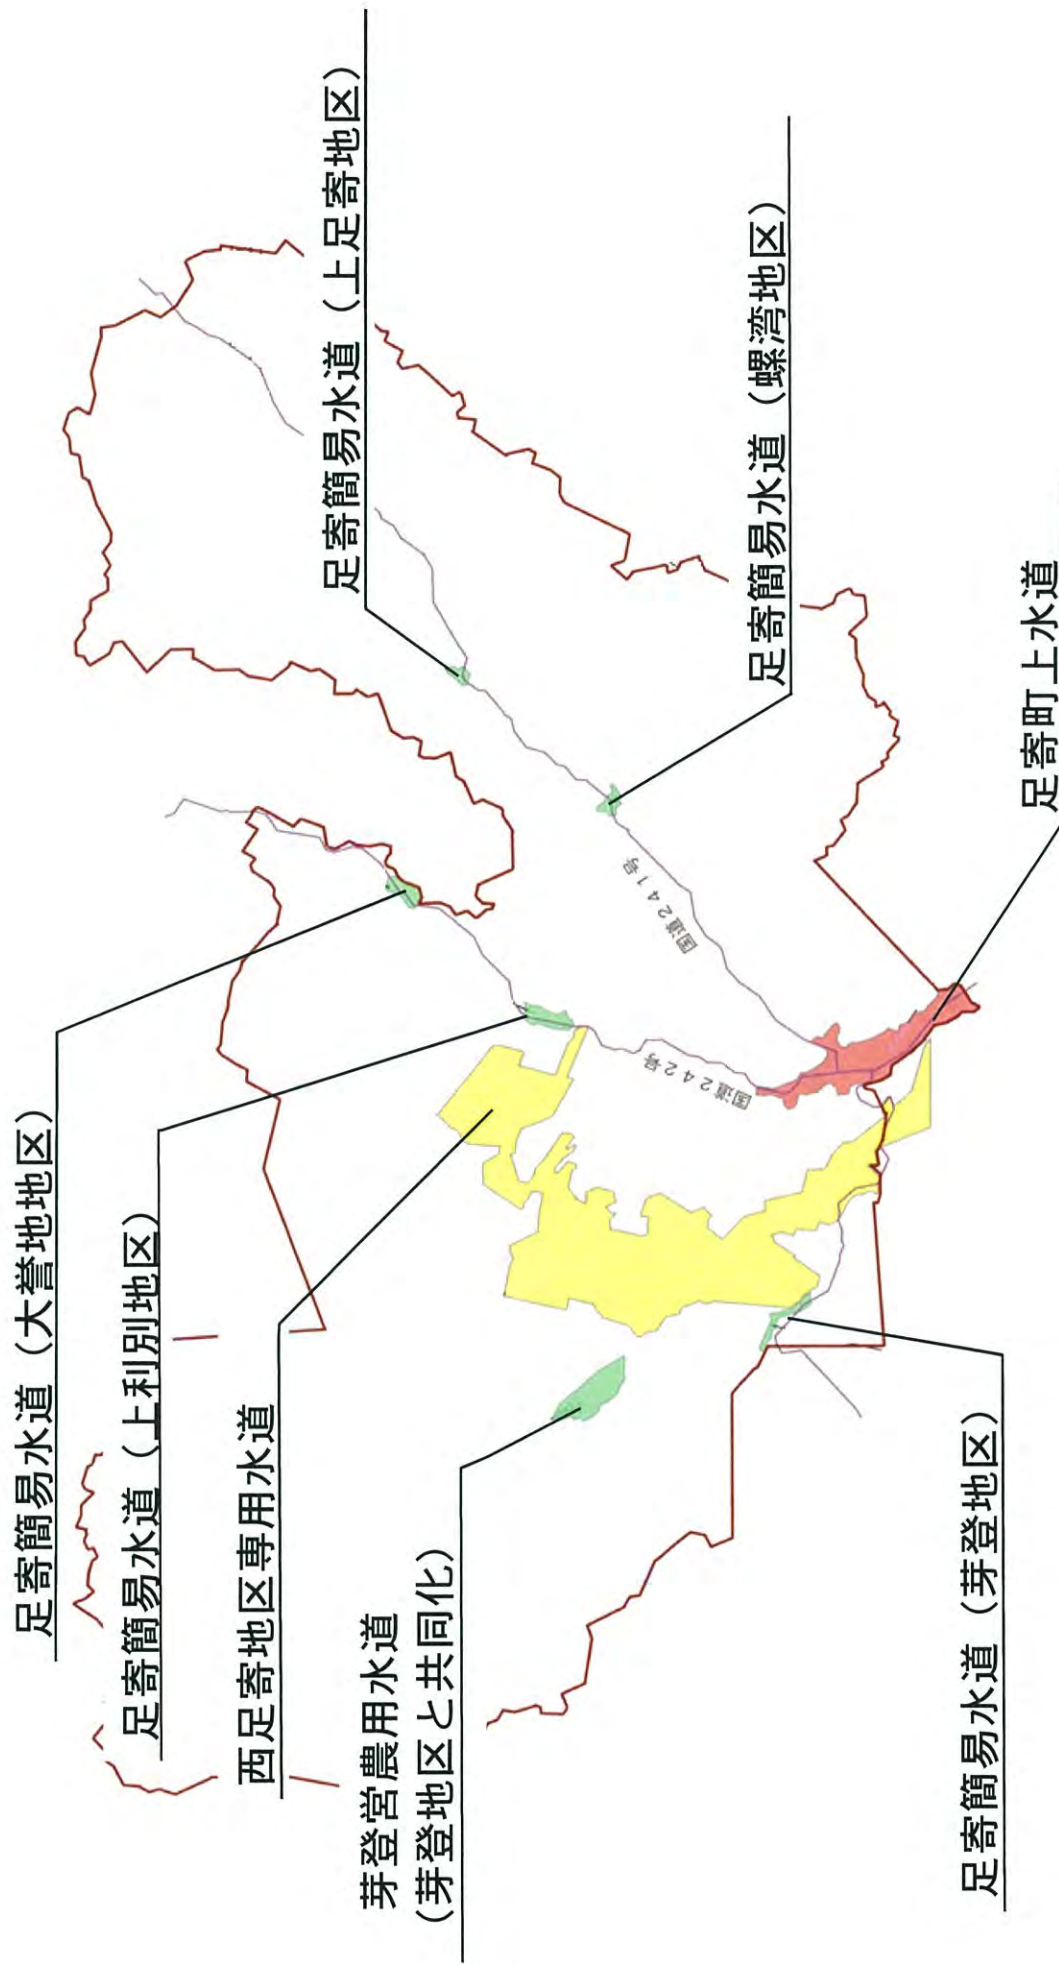 足寄簡易水道（大誉地地区）
足寄簡易水道（上利別地区）
西足寄地区専用水道
芽登営農用水道
（芽登地区と共同化）
足寄簡易水道（上足寄地区）
足寄簡易水道（螺湾地区）
国道241号
国道242号
足寄町上水道
足寄簡易水道（芽登地区）